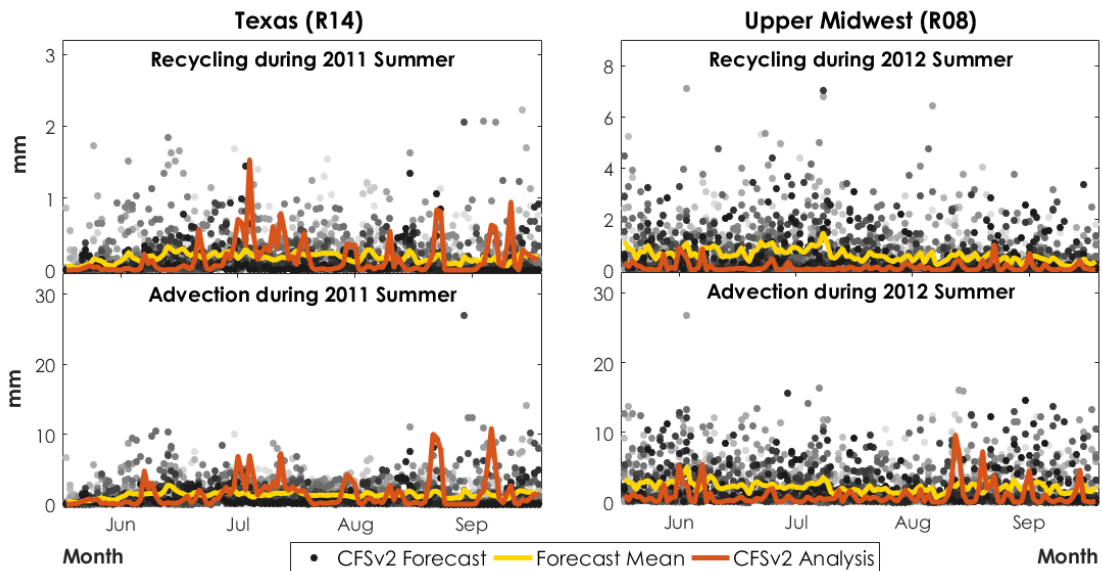 Texas (R14)
Upper Midwest (R08)
Recycling during 2011 Summer
Recycling during 2012 Summer
3
2
1
0
mm
8
6
4
2
0
Advection during 2011 Summer
Advection during 2012 Summer
30
20
10
0
mm
30
20
10
0
Jun Jul Aug Sep
Jun Jul Aug Sep
Month
CFSv2 Forecast Forecast Mean CFSv2 Analysis
Month